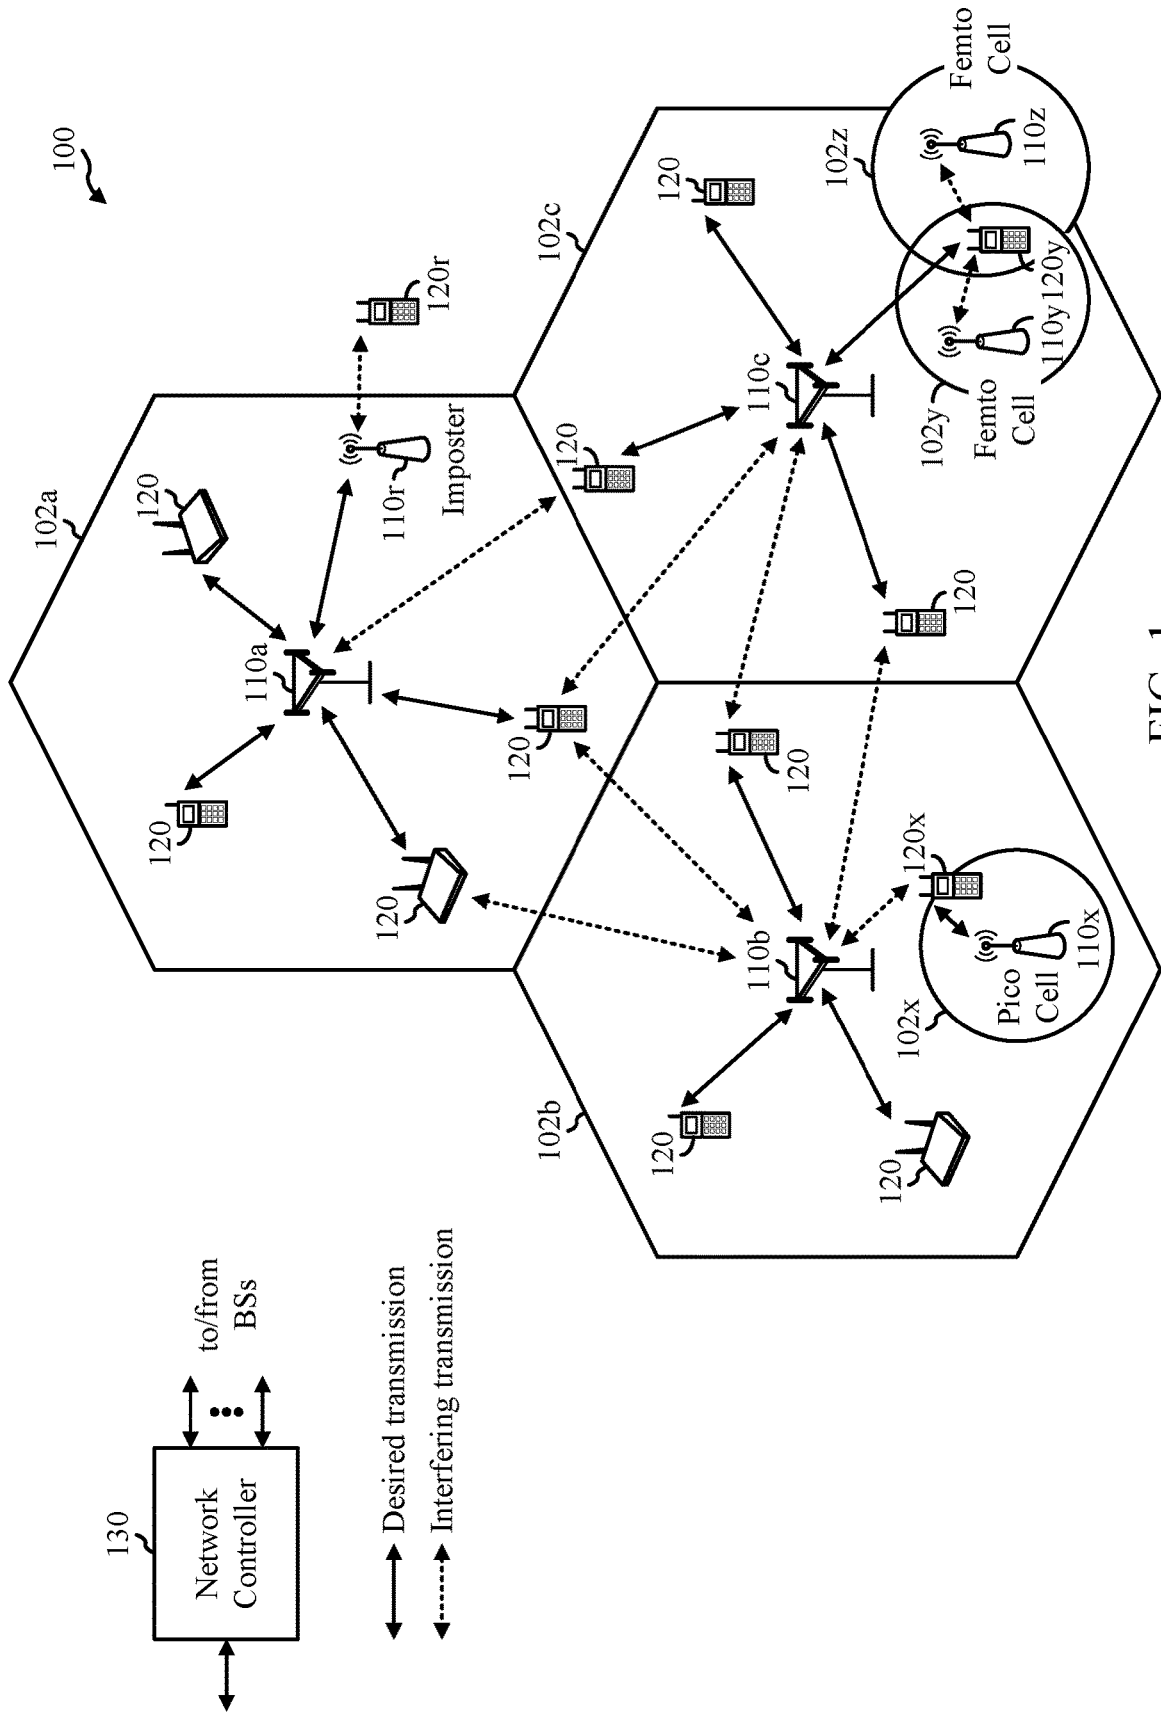 100
130
Network
Controller
to/from
BSs
Desired transmission
Interfering transmission
102a
120
120
110a
120
120
110r
Imposter
120r
102b
120
120
110b
120
102x
Pico
Cell
110x
120x
102c
120
120
110c
120
102y
Femto
Cell
110y
120y
102z
110z
Femto
Cell
FIG. 1